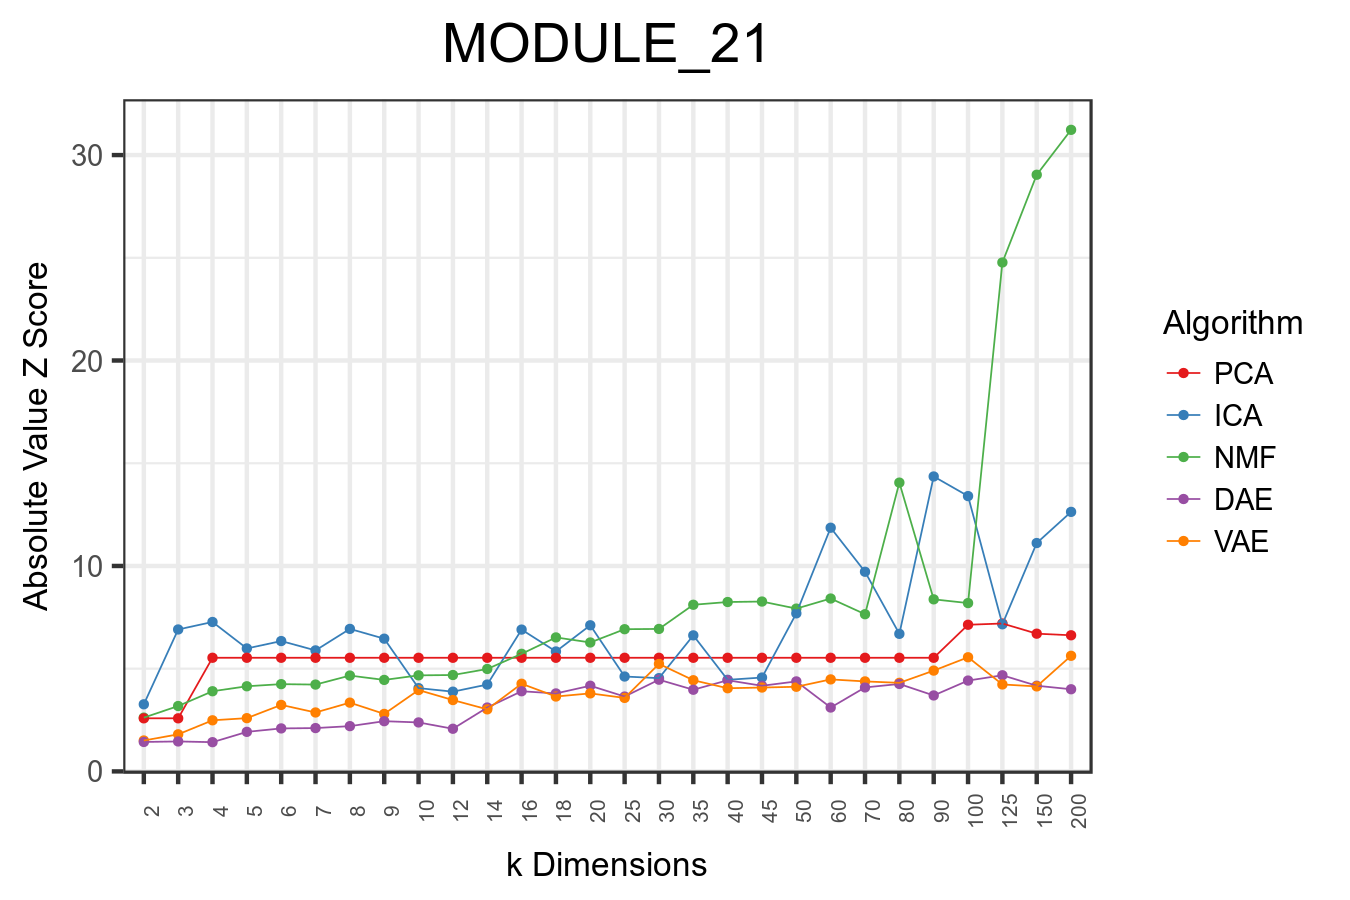 MODULE_21
Absolute Value Z Score
30
20
10
0
2 3 4 5 6 7 8 9 10 12 14 16 18 20 25 30 35 40 45 50 60 70 80 90 100 125 150 200
k Dimensions
Algorithm
PCA
ICA
NMF
DAE
VAE